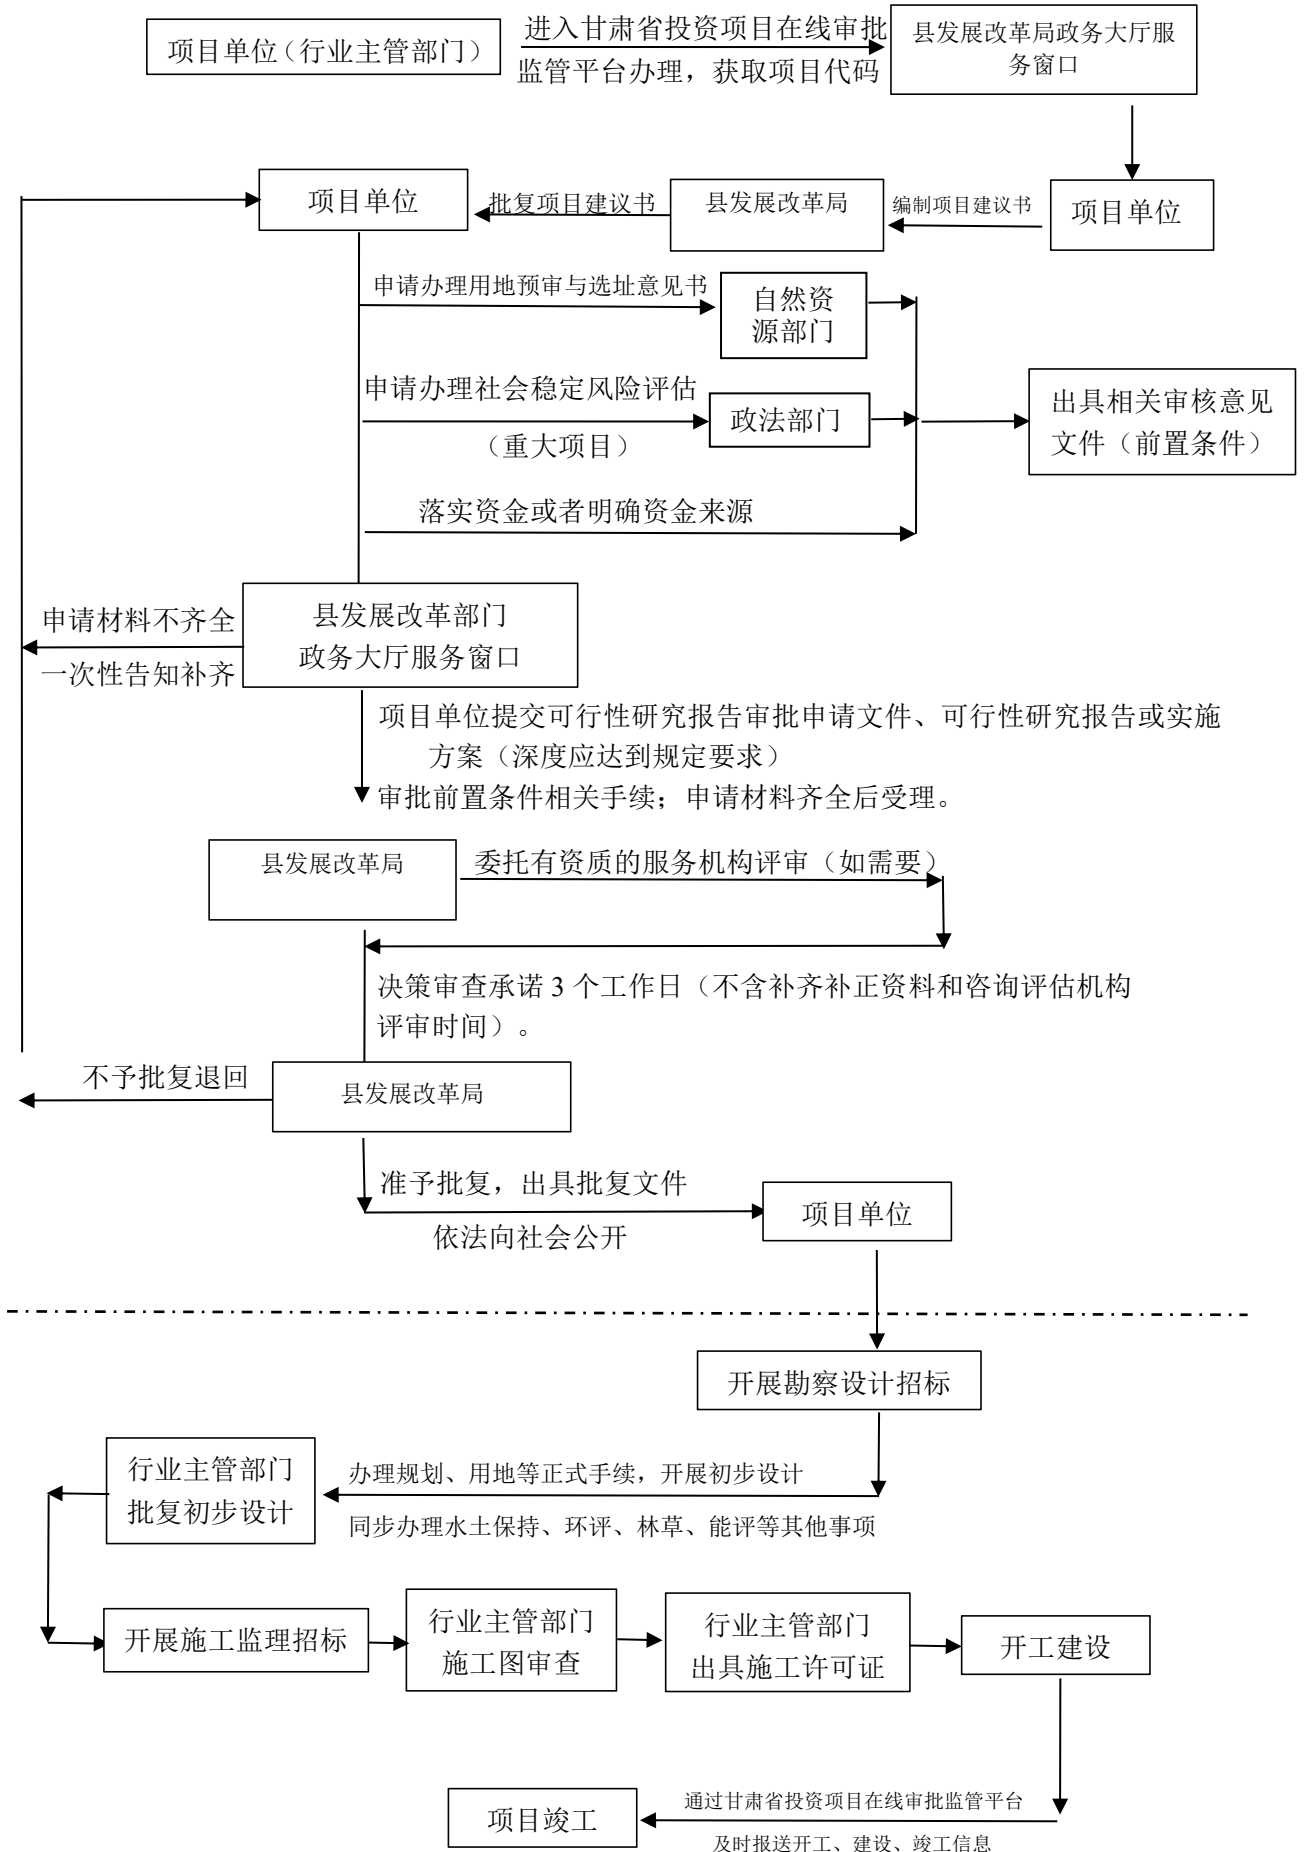 项目单位（行业主管部门）
进入甘肃省投资项目在线审批
监管平台办理，获取项目代码
县发展改革局政务大厅服
务窗口
项目单位
批复项目建议书
县发展改革局
编制项目建议书
项目单位
申请办理用地预审与选址意见书
自然资
源部门
申请办理社会稳定风险评估
（重大项目）
政法部门
出具相关审核意见
文件（前置条件）
落实资金或者明确资金来源
申请材料不齐全
一次性告知补齐
县发展改革部门
政务大厅服务窗口
项目单位提交可行性研究报告审批申请文件、可行性研究报告或实施
方案（深度应达到规定要求）
审批前置条件相关手续；申请材料齐全后受理。
县发展改革局
委托有资质的服务机构评审（如需要）
决策审查承诺 3 个工作日（不含补齐补正资料和咨询评估机构
评审时间）。
不予批复退回
县发展改革局
准予批复，出具批复文件
依法向社会公开
项目单位
开展勘察设计招标
行业主管部门
批复初步设计
办理规划、用地等正式手续，开展初步设计
同步办理水土保持、环评、林草、能评等其他事项
开展施工监理招标
行业主管部门
施工图审查
行业主管部门
出具施工许可证
开工建设
项目竣工
通过甘肃省投资项目在线审批监管平台
及时报送开工、建设、竣工信息